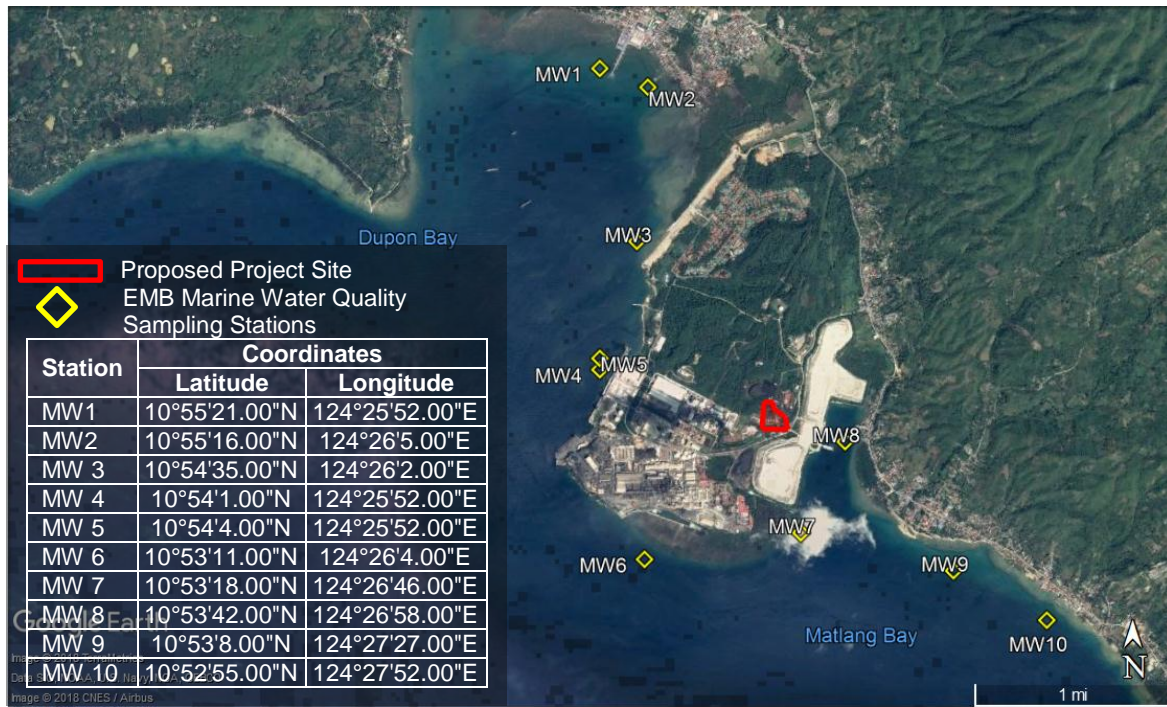 MW1
MW2
MW3
Dupon Bay
MW5
MW4
MW8
MW7
MW6
MW9
MW10
Matlang Bay
Proposed Project Site
EMB Marine Water Quality
Sampling Stations
Station Coordinates
Latitude Longitude
MW1 10°55'21.00"N 124°25'52.00"E
MW2 10°55'16.00"N 124°26'5.00"E
MW 3 10°54'35.00"N 124°26'2.00"E
MW 4 10°54'1.00"N 124°25'52.00"E
MW 5 10°54'4.00"N 124°25'52.00"E
MW 6 10°53'11.00"N 124°26'4.00"E
MW 7 10°53'18.00"N 124°26'46.00"E
MW 8 10°53'42.00"N 124°26'58.00"E
MW 9 10°53'8.00"N 124°27'27.00"E
MW 10 10°52'55.00"N 124°27'52.00"E
Google Earth
Image © 2018 TerraMetrics
Image © 2018 CNES / Airbus
N
1 mi